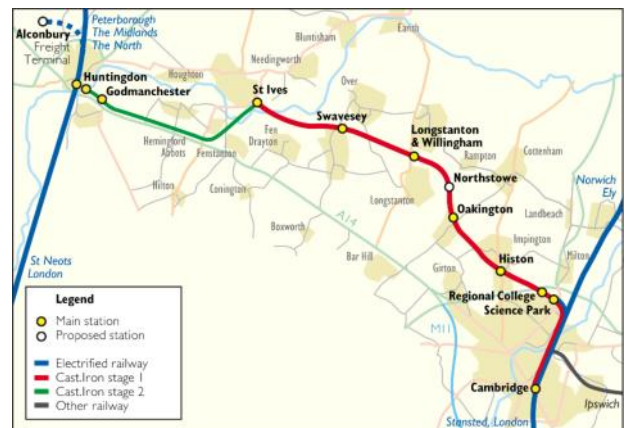 Peterborough
The Midlands
The North
Alconbury
Freight
Terminal
Bluntisham
Earith
Needingworth
Houghton
Huntingdon
Godmanchester
St Ives
Over
Swavesey
Longstanton
& Willingham
Hemingford
Abbots
Fen
Drayton
Fenstanton
Rampton
Cottenham
Hilton
Conington
Longstanton
Northstowe
Norwich
Ely
A14
Oakington
Landbeach
Boxworth
Impington
Bar Hill
Histon
Milton
Girton
St Neots
London
Regional College
Science Park
M11
Legend
Main station
Proposed station
Electrified railway
Cast.Iron stage 1
Cast.Iron stage 2
Other railway
Cambridge
Ipswich
Stansted, London